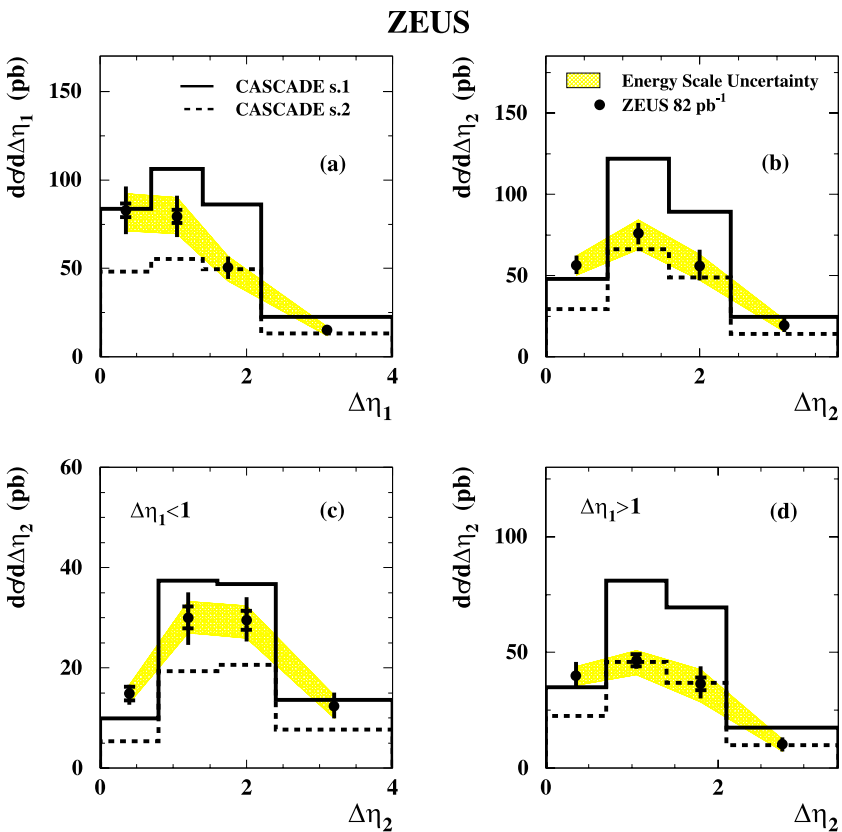 ZEUS
dσ/dΔη₁ (pb)
150
100
50
0
CASCADE s.1
CASCADE s.2
(a)
0 2 4
Δη₁
dσ/dΔη₂ (pb)
150
100
50
0
Energy Scale Uncertainty
ZEUS 82 pb⁻¹
(b)
0 2
Δη₂
dσ/dΔη₂ (pb)
60
40
20
0
Δη₁<1
(c)
0 2 4
Δη₂
dσ/dΔη₂ (pb)
100
50
0
Δη₁>1
(d)
0 2
Δη₂